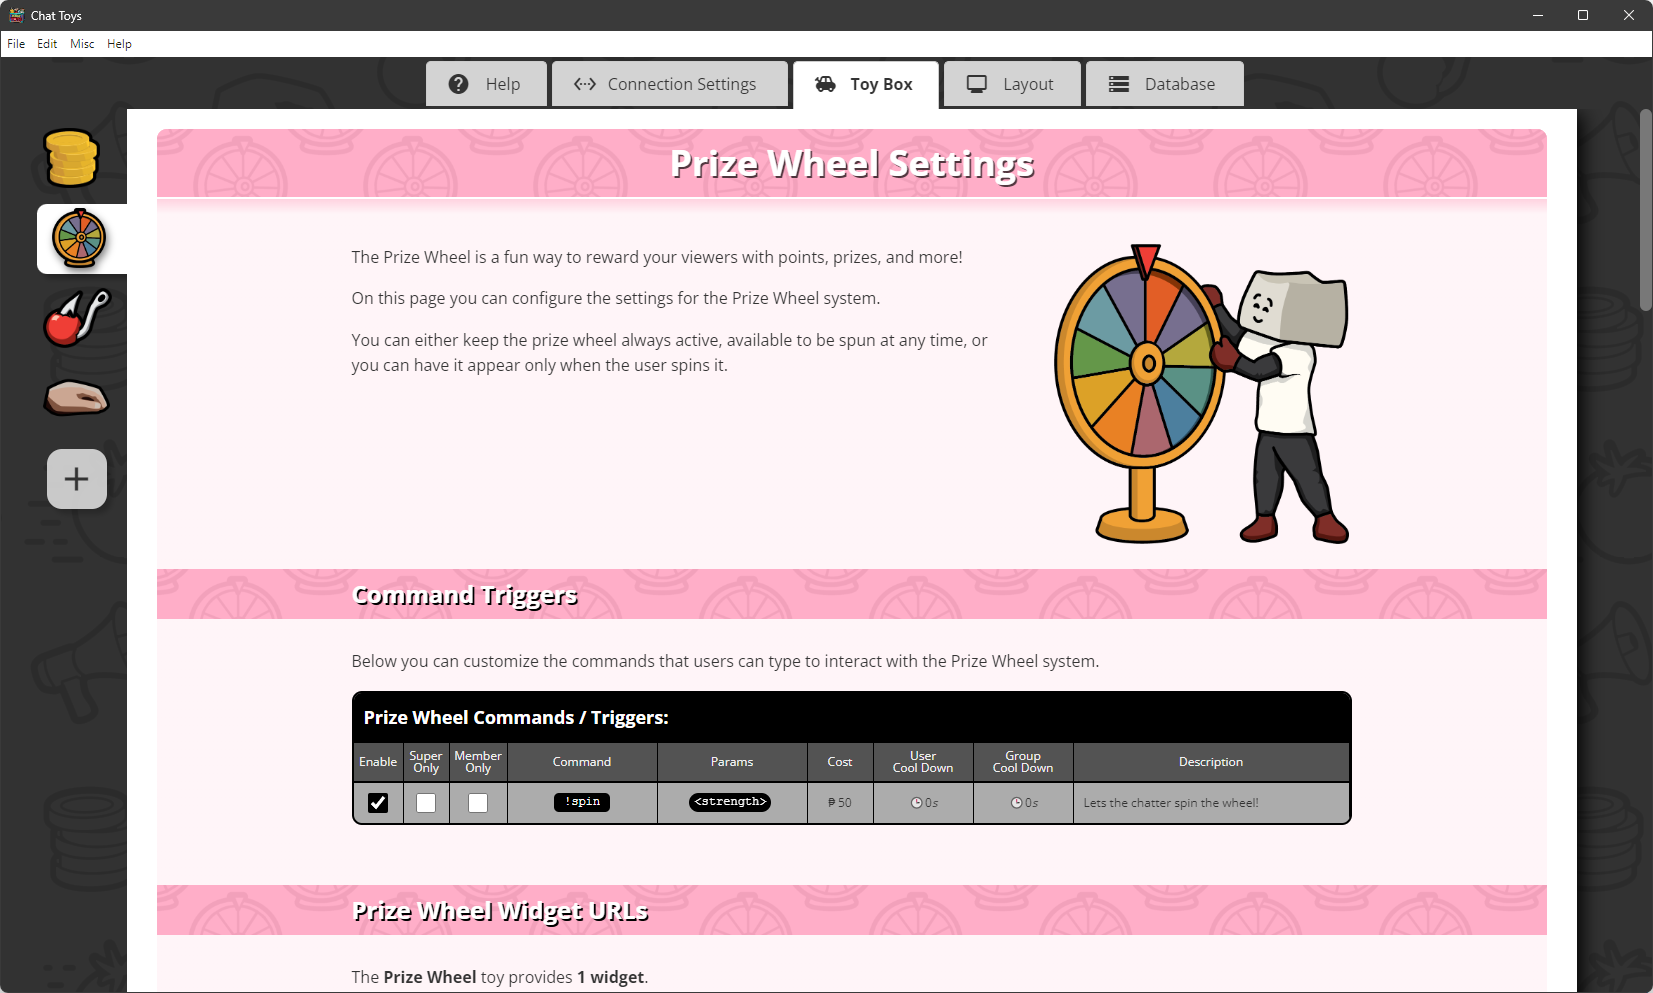 Chat Toys
File Edit Misc Help
Help
Connection Settings
Toy Box
Layout
Database
Prize Wheel Settings
The Prize Wheel is a fun way to reward your viewers with points, prizes, and more!
On this page you can configure the settings for the Prize Wheel system.
You can either keep the prize wheel always active, available to be spun at any time, or
you can have it appear only when the user spins it.
Command Triggers
Below you can customize the commands that users can type to interact with the Prize Wheel system.
Prize Wheel Commands / Triggers:
Enable
Super
Only
Member
Only
Command
Params
Cost
User
Cool Down
Group
Cool Down
Description
!spin
<strength>
₱ 50
0s
0s
Lets the chatter spin the wheel!
Prize Wheel Widget URLs
The Prize Wheel toy provides 1 widget.